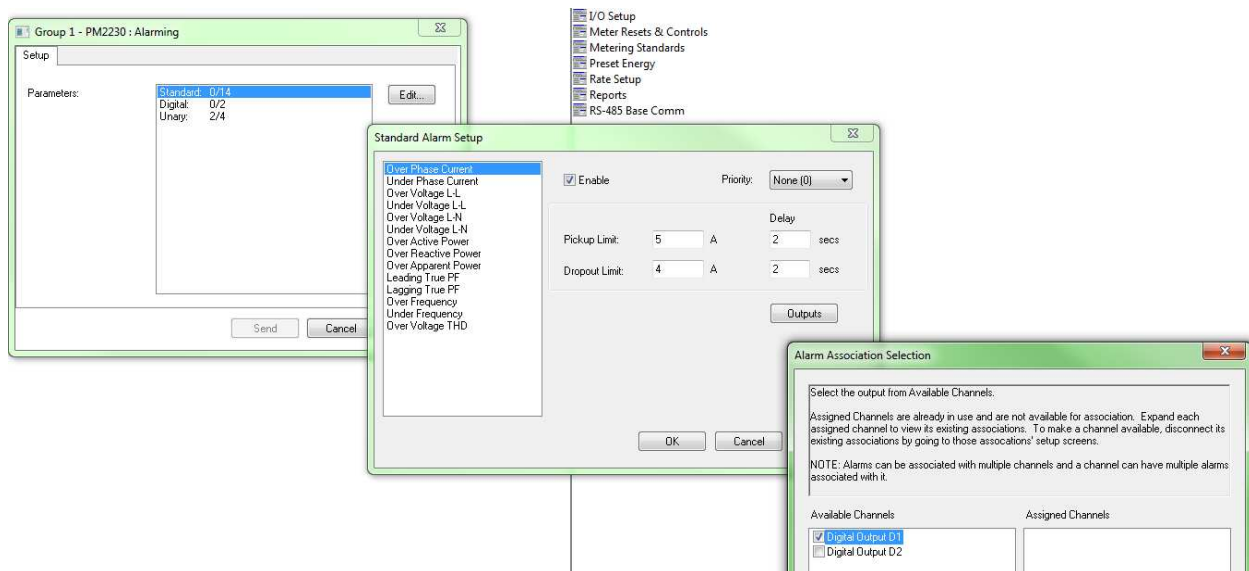 Group 1 - PM2230 : Alarming
Setup
Parameters:
Standard: 0/14
Digital: 0/2
Unary: 2/4
Edit...
Send
Cancel
I/O Setup
Meter Resets & Controls
Metering Standards
Preset Energy
Rate Setup
Reports
RS-485 Base Comm
Standard Alarm Setup
Over Phase Current
Under Phase Current
Over Voltage L-L
Under Voltage L-L
Over Voltage L-N
Under Voltage L-N
Over Active Power
Over Reactive Power
Over Apparent Power
Leading True PF
Lagging True PF
Over Frequency
Under Frequency
Over Voltage THD
Enable
Priority: None (0)
Delay
Pickup Limit: 5 A 2 secs
Dropout Limit: 4 A 2 secs
Outputs
OK
Cancel
Alarm Association Selection
Select the output from Available Channels.
Assigned Channels are already in use and are not available for association. Expand each
assigned channel to view its existing associations. To make a channel available, disconnect its
existing associations by going to those assocations' setup screens.
NOTE: Alarms can be associated with multiple channels and a channel can have multiple alarms
associated with it.
Available Channels
Assigned Channels
Digital Output D1
Digital Output D2